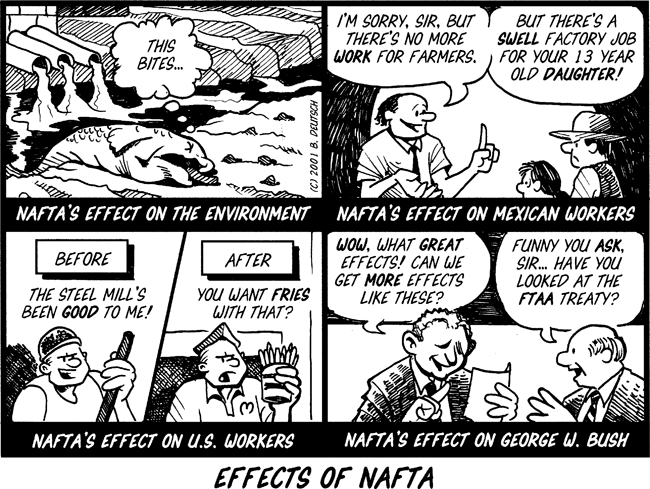 THIS
BITES...
(C) 2001 B. DEUTSCH
NAFTA'S EFFECT ON THE ENVIRONMENT
I'M SORRY, SIR, BUT
THERE'S NO MORE
WORK FOR FARMERS.
BUT THERE'S A
SWELL FACTORY JOB
FOR YOUR 13 YEAR
OLD DAUGHTER!
NAFTA'S EFFECT ON MEXICAN WORKERS
BEFORE
THE STEEL MILL'S
BEEN GOOD TO ME!
AFTER
YOU WANT FRIES
WITH THAT?
M
NAFTA'S EFFECT ON U.S. WORKERS
WOW, WHAT GREAT
EFFECTS! CAN WE
GET MORE EFFECTS
LIKE THESE?
FUNNY YOU ASK,
SIR... HAVE YOU
LOOKED AT THE
FTAA TREATY?
NAFTA'S EFFECT ON GEORGE W. BUSH
EFFECTS OF NAFTA